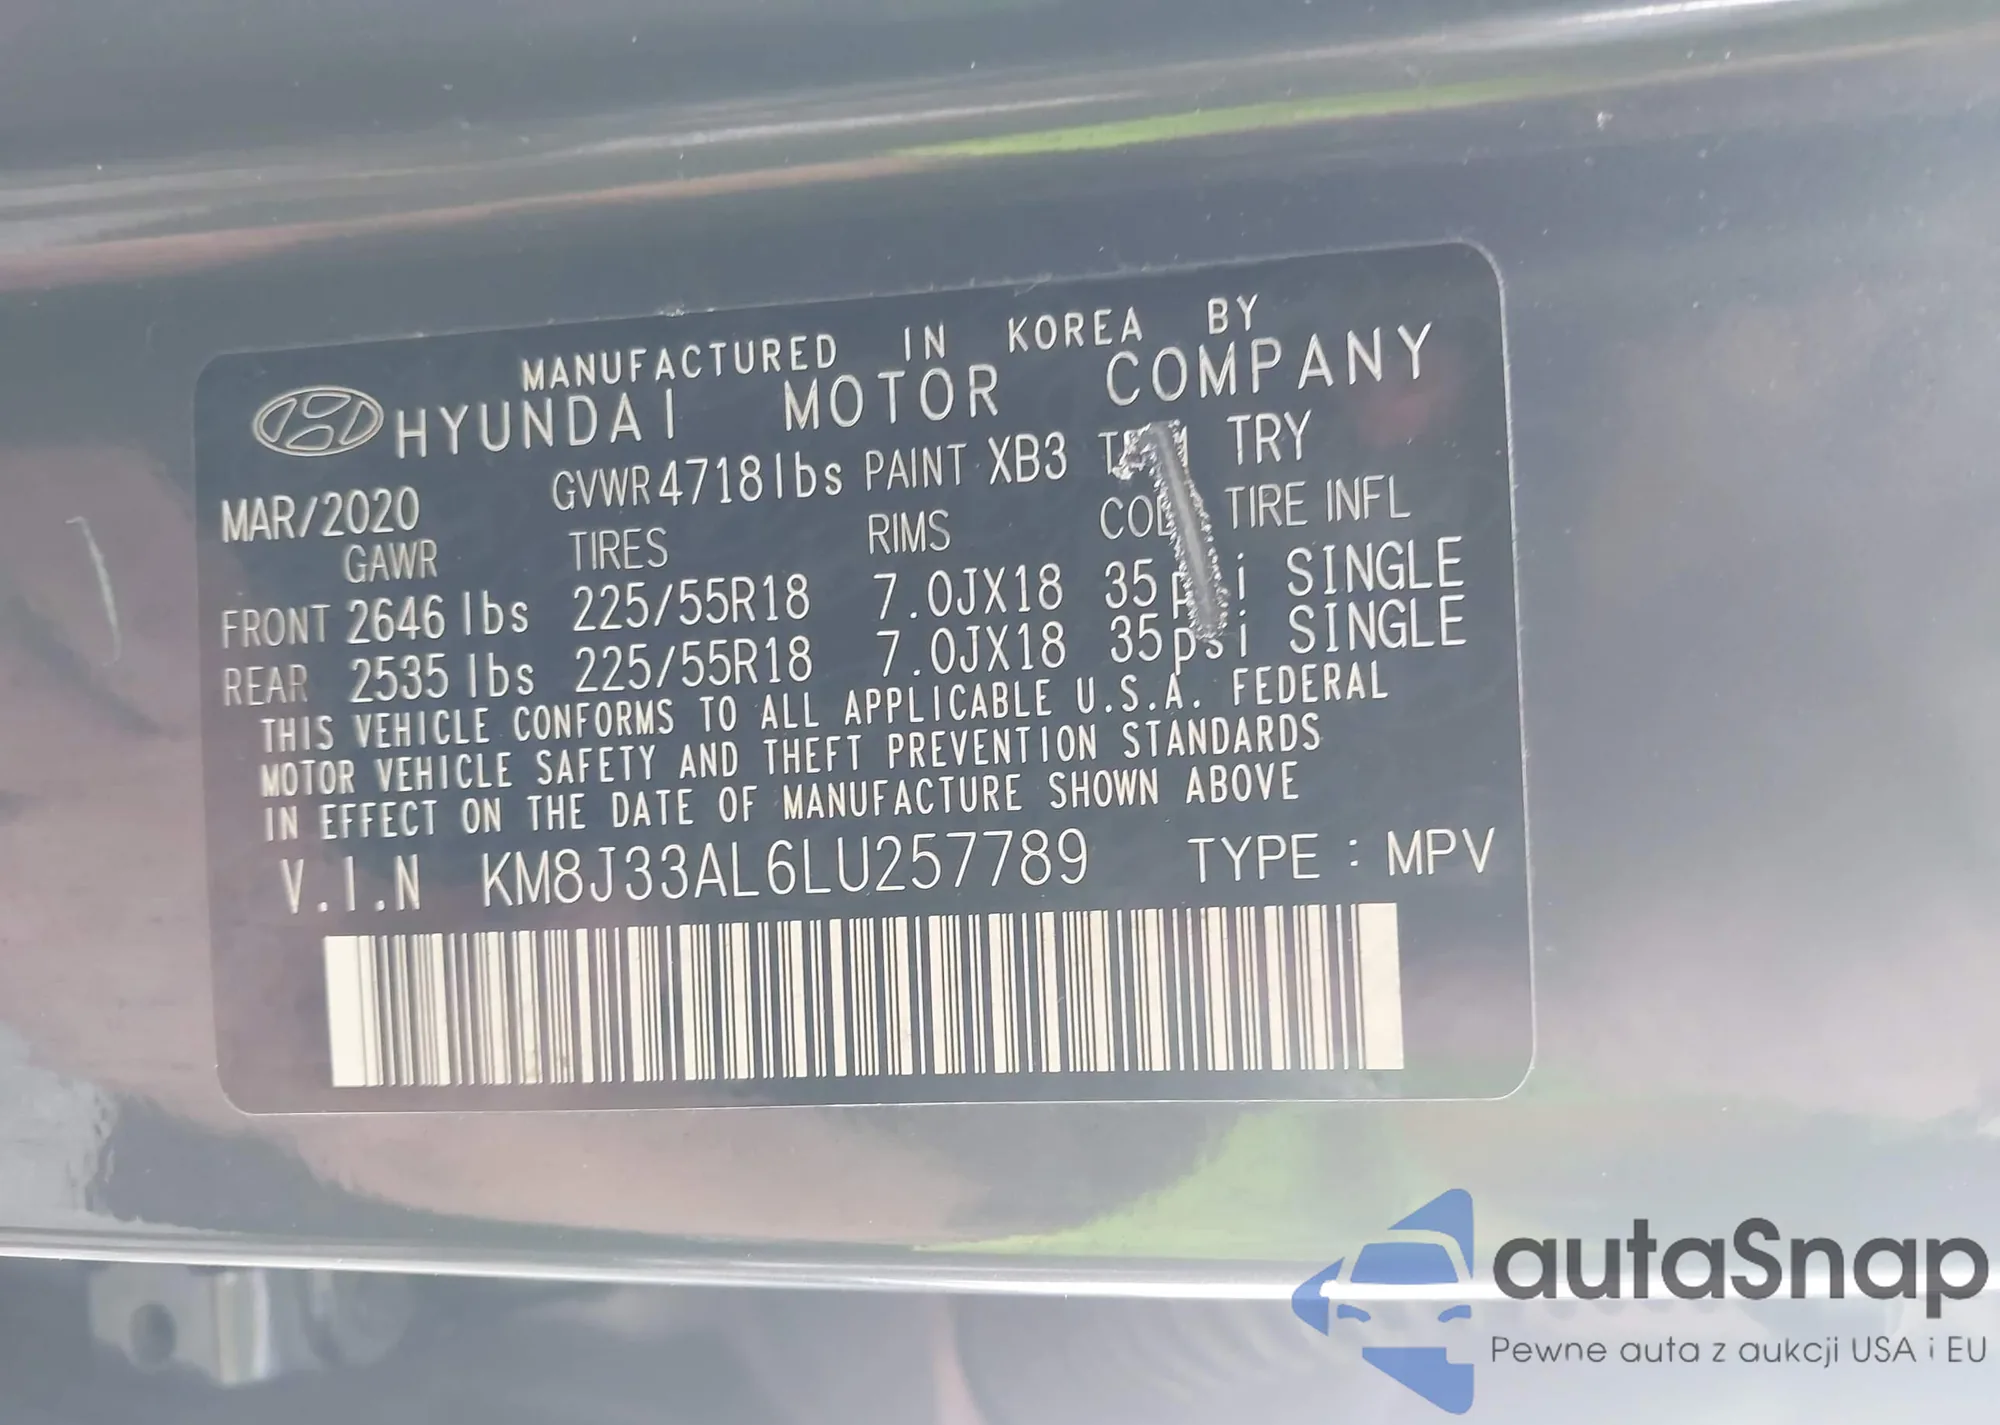 MANUFACTURED IN KOREA BY
HYUNDAI MOTOR COMPANY
MAR/2020 GVWR 4718lbs PAINT XB3 TRY
GAWR TIRES RIMS TIRE INFL
FRONT 2646 lbs 225/55R18 7.0JX18 35 psi SINGLE
REAR 2535 lbs 225/55R18 7.0JX18 35psi SINGLE
THIS VEHICLE CONFORMS TO ALL APPLICABLE U.S.A. FEDERAL
MOTOR VEHICLE SAFETY AND THEFT PREVENTION STANDARDS
IN EFFECT ON THE DATE OF MANUFACTURE SHOWN ABOVE
V.I.N KM8J33AL6LU257789 TYPE : MPV
autaSnap
Pewne auta z aukcji USA i EU